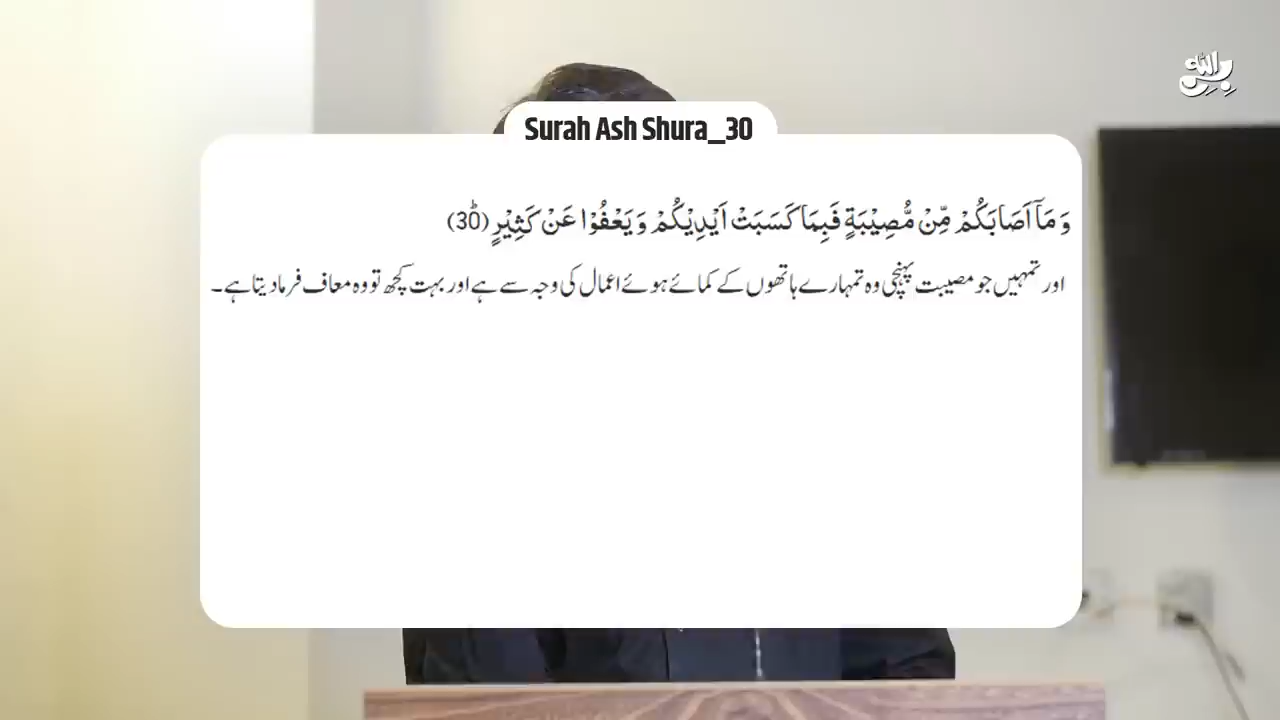 Surah Ash Shura_30
وَ مَاۤ اَصَابَكُمْ مِّنْ مُّصِیْبَةٍ فَبِمَا كَسَبَتْ اَیْدِیْكُمْ وَ یَعْفُوْا عَنْ كَثِیْرٍؕ(30)
اور تمہیں جو مصیبت پہنچی وہ تمہارے ہاتھوں کے کمائے ہوئے اعمال کی وجہ سے ہے اور بہت کچھ تو وہ معاف فرما دیتا ہے۔